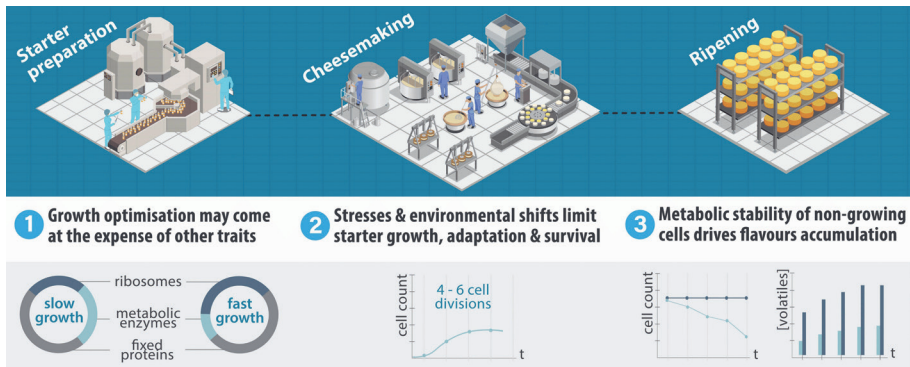 Starter
preparation
Cheesemaking
Ripening
1 Growth optimisation may come
at the expense of other traits
2 Stresses & environmental shifts limit
starter growth, adaptation & survival
3 Metabolic stability of non-growing
cells drives flavours accumulation
slow
growth
ribosomes
metabolic
enzymes
fixed
proteins
fast
growth
cell count
4 - 6 cell
divisions
t
cell count
t
[volatiles]
t